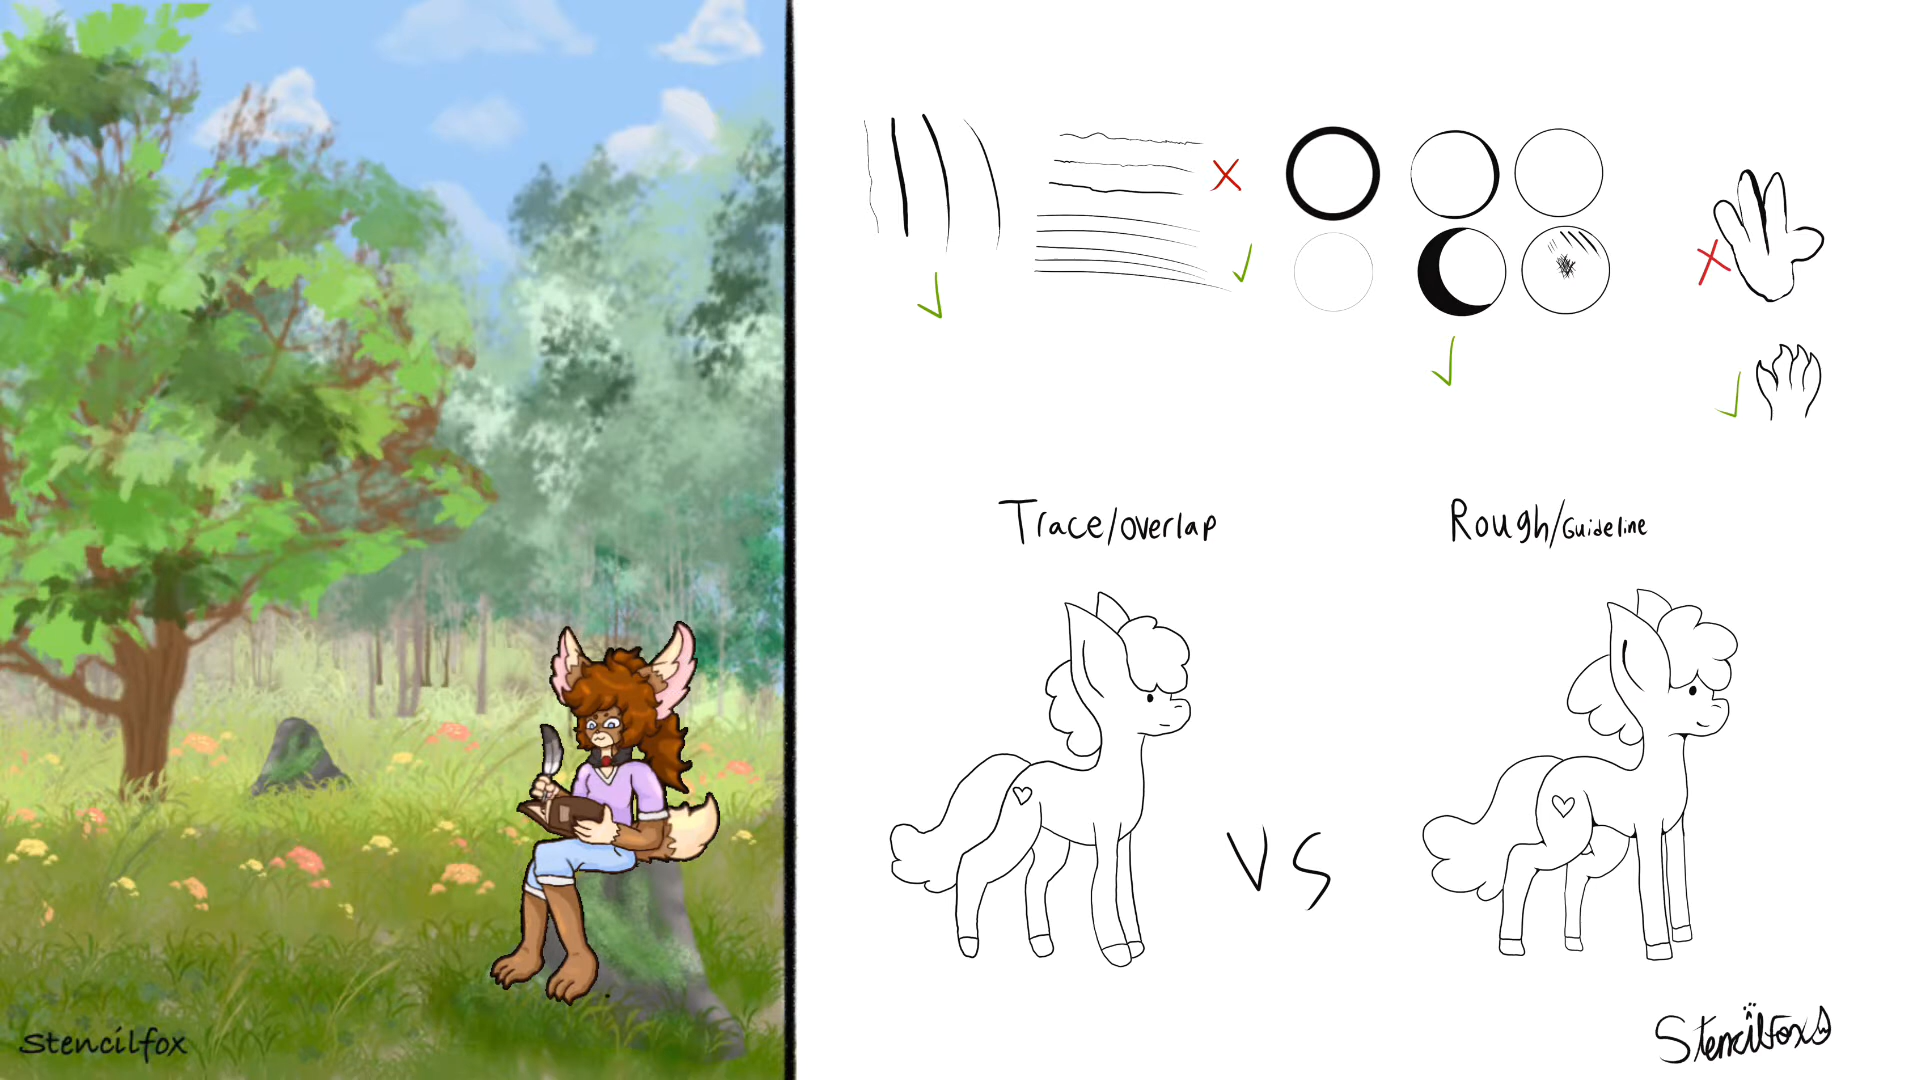 Trace/overlap
Rough/Guideline
VS
Stencilfox
Stencilfox